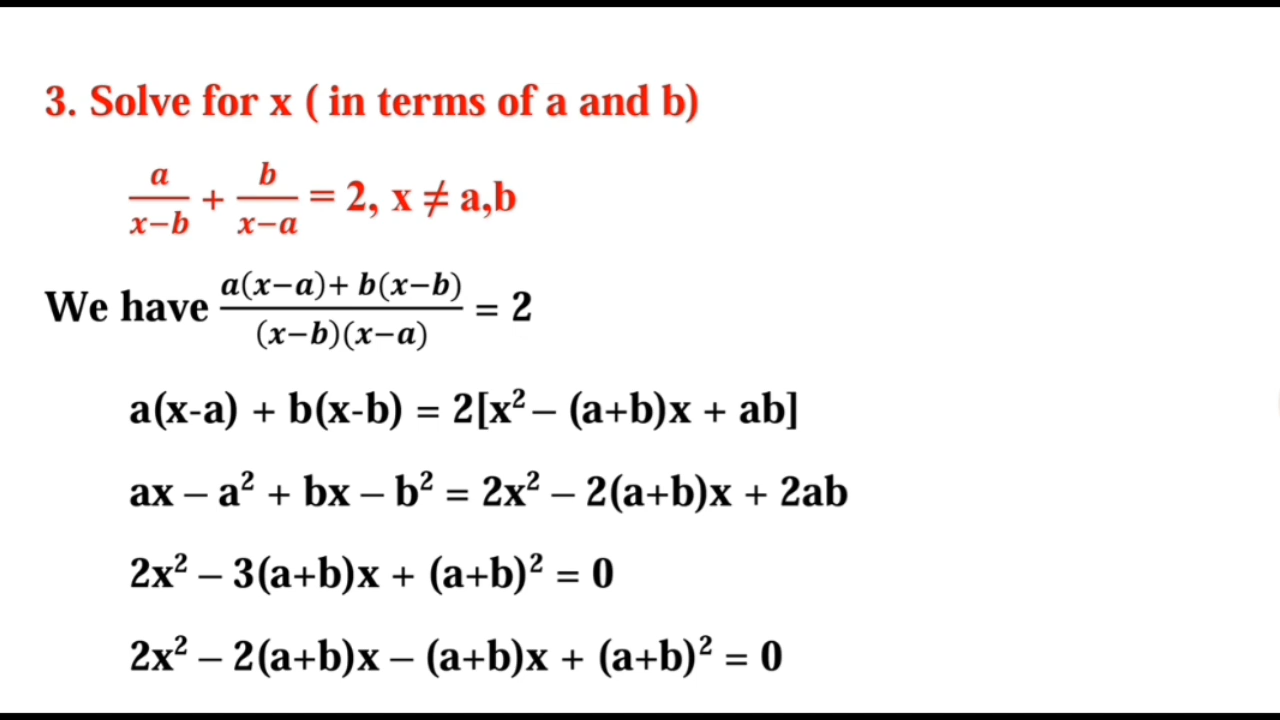 3. Solve for x ( in terms of a and b)
a/(x−b) + b/(x−a) = 2, x ≠ a,b
We have (a(x−a)+ b(x−b))/((x−b)(x−a)) = 2
a(x-a) + b(x-b) = 2[x² – (a+b)x + ab]
ax – a² + bx – b² = 2x² – 2(a+b)x + 2ab
2x² – 3(a+b)x + (a+b)² = 0
2x² – 2(a+b)x – (a+b)x + (a+b)² = 0